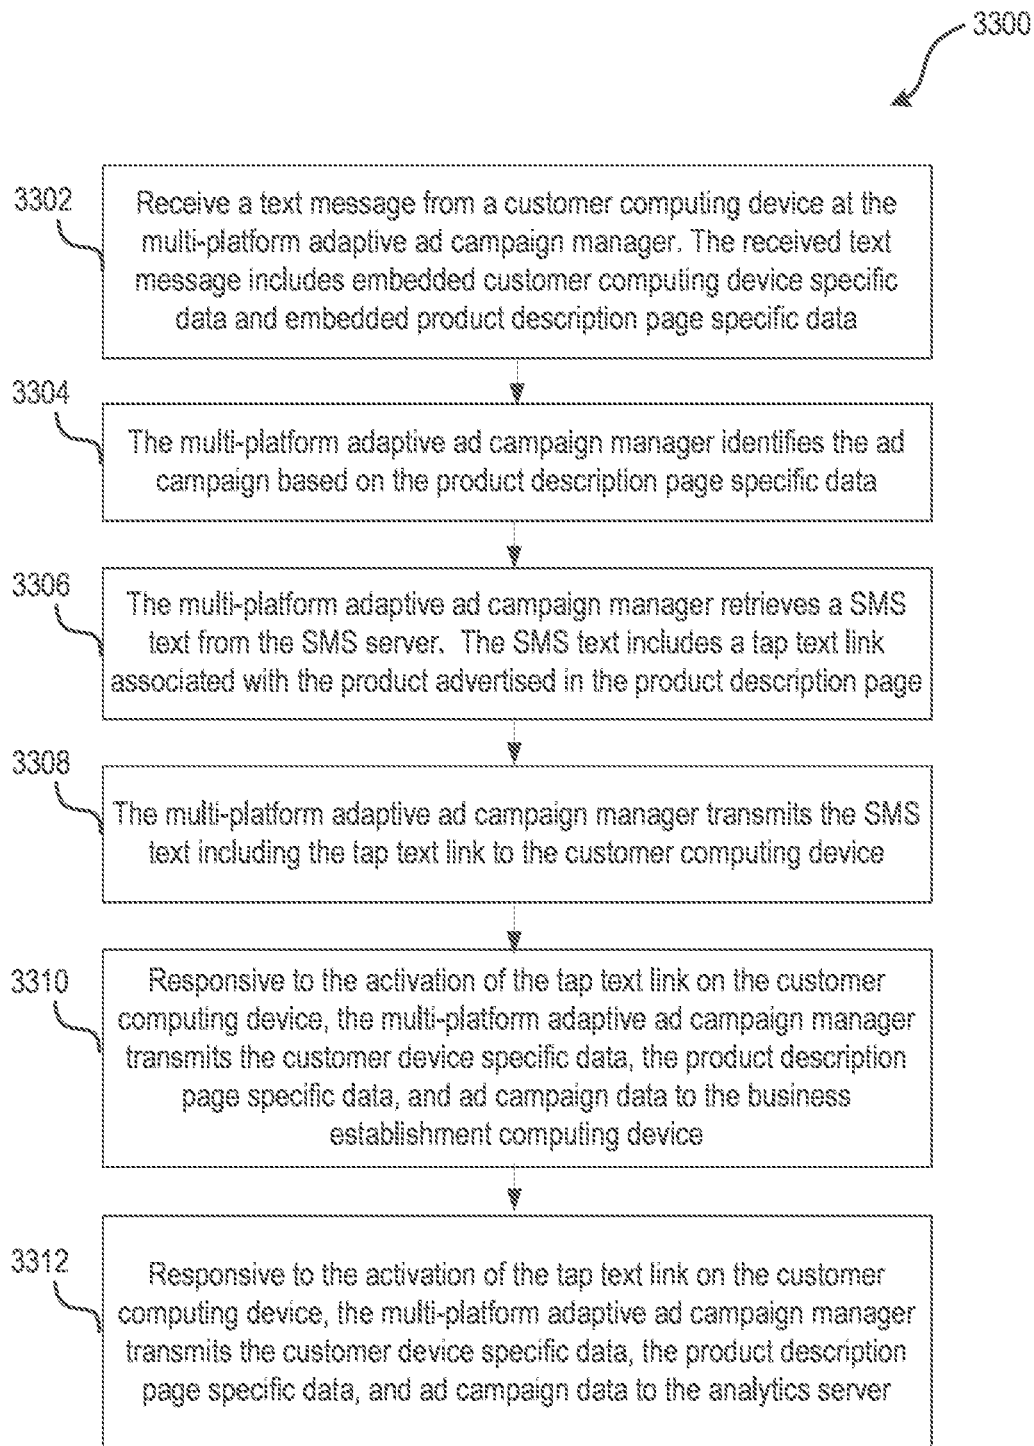 3300
3302
Receive a text message from a customer computing device at the
multi-platform adaptive ad campaign manager. The received text
message includes embedded customer computing device specific
data and embedded product description page specific data
3304
The multi-platform adaptive ad campaign manager identifies the ad
campaign based on the product description page specific data
3306
The multi-platform adaptive ad campaign manager retrieves a SMS
text from the SMS server. The SMS text includes a tap text link
associated with the product advertised in the product description page
3308
The multi-platform adaptive ad campaign manager transmits the SMS
text including the tap text link to the customer computing device
3310
Responsive to the activation of the tap text link on the customer
computing device, the multi-platform adaptive ad campaign manager
transmits the customer device specific data, the product description
page specific data, and ad campaign data to the business
establishment computing device
3312
Responsive to the activation of the tap text link on the customer
computing device, the multi-platform adaptive ad campaign manager
transmits the customer device specific data, the product description
page specific data, and ad campaign data to the analytics server